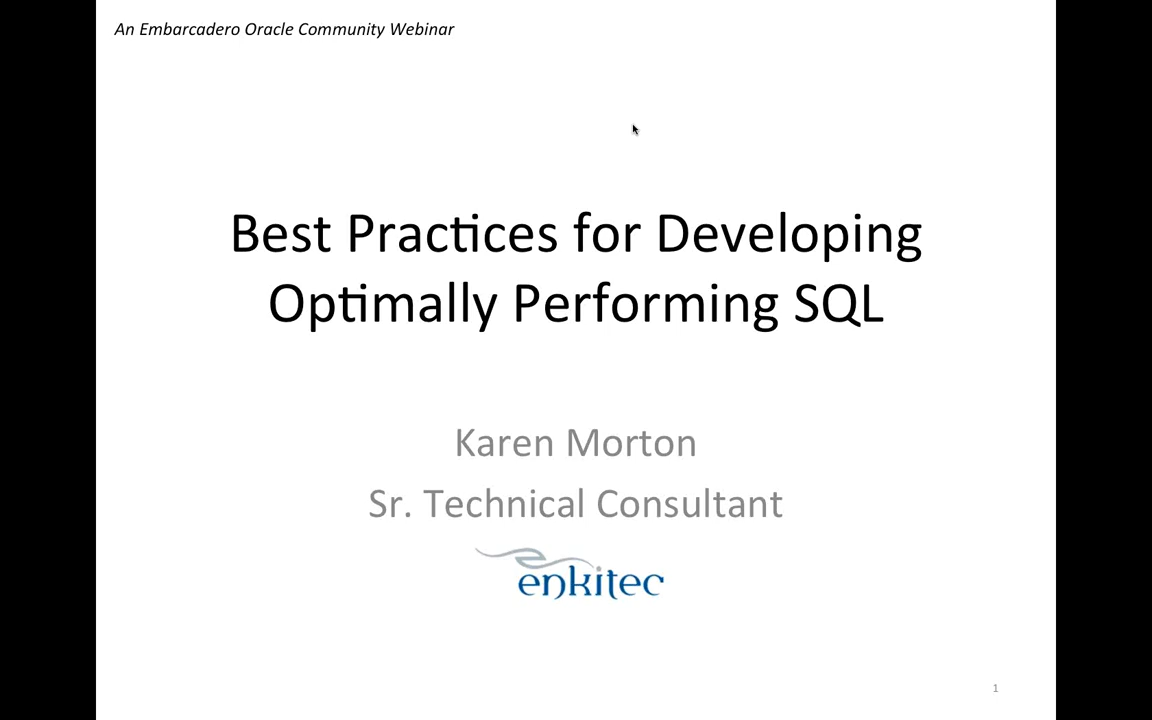 An Embarcadero Oracle Community Webinar
Best Practices for Developing
Optimally Performing SQL
Karen Morton
Sr. Technical Consultant
enkitec
1